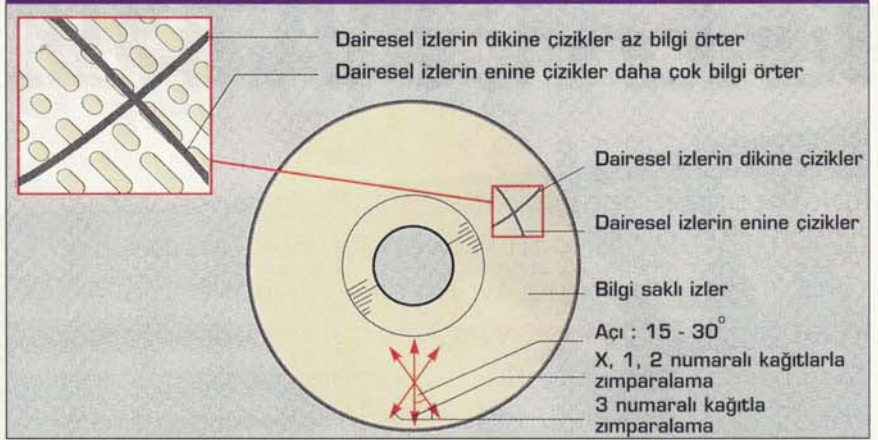 Dairesel izlerin dikine çizikler az bilgi örter
Dairesel izlerin enine çizikler daha çok bilgi örter
Dairesel izlerin dikine çizikler
Dairesel izlerin enine çizikler
Bilgi saklı izler
Açı : 15 - 30°
X, 1, 2 numaralı kağıtlarla
zımparalama
3 numaralı kağıtla
zımparalama